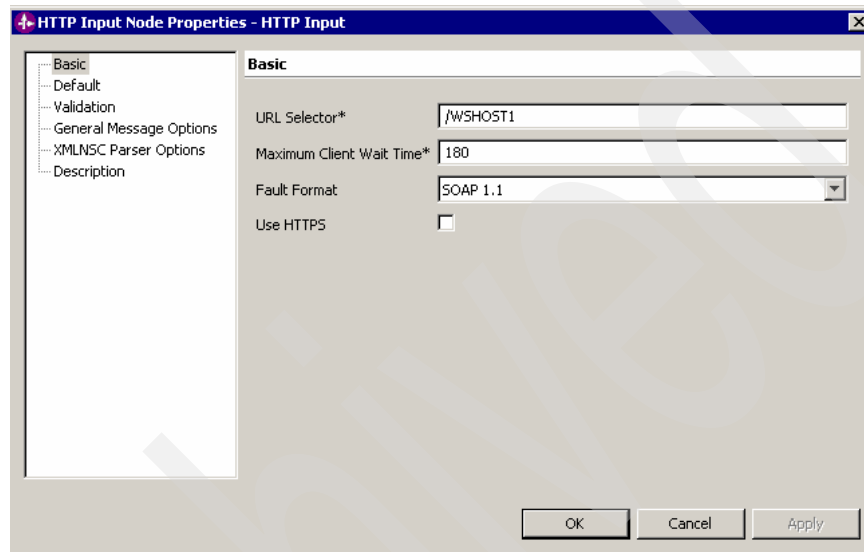 HTTP Input Node Properties - HTTP Input
Basic
Default
Validation
General Message Options
XMLNSC Parser Options
Description
Basic
URL Selector* /WSHOST1
Maximum Client Wait Time* 180
Fault Format SOAP 1.1
Use HTTPS
OK Cancel Apply